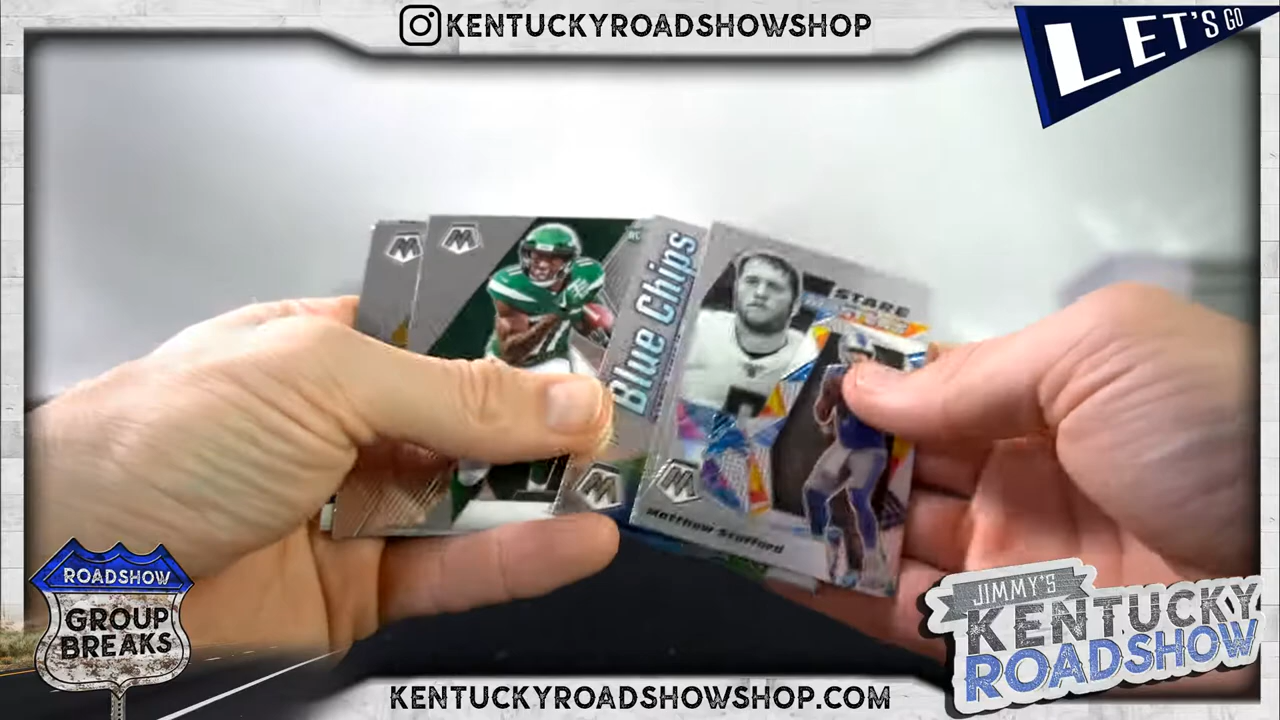 KENTUCKYROADSHOWSHOP
LET'S GO
Blue Chips
STARE
Matthew Stafford
ROADSHOW
GROUP
BREAKS
JIMMY'S
KENTUCKY
ROADSHOW
KENTUCKYROADSHOWSHOP.COM